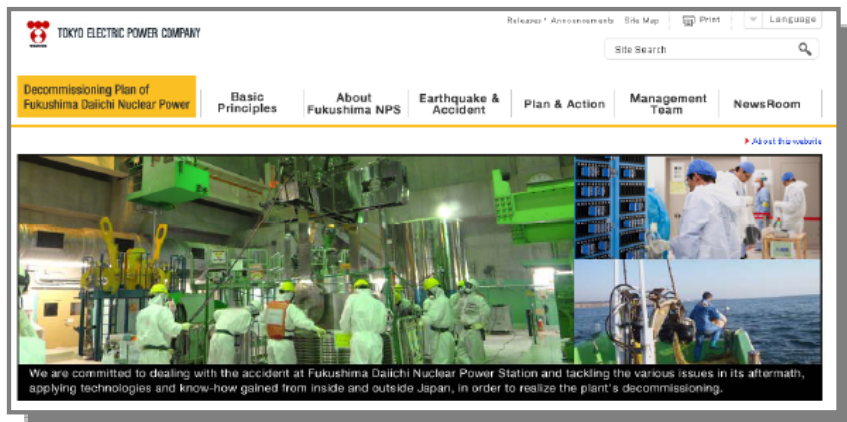 TOKYO ELECTRIC POWER COMPANY
Releases・Announcements Site Map Print Language
Site Search
Decommissioning Plan of
Fukushima Daiichi Nuclear Power
Basic
Principles
About
Fukushima NPS
Earthquake &
Accident
Plan & Action
Management
Team
NewsRoom
About this website
We are committed to dealing with the accident at Fukushima Daiichi Nuclear Power Station and tackling the various issues in its aftermath,
applying technologies and know-how gained from inside and outside Japan, in order to realize the plant's decommissioning.